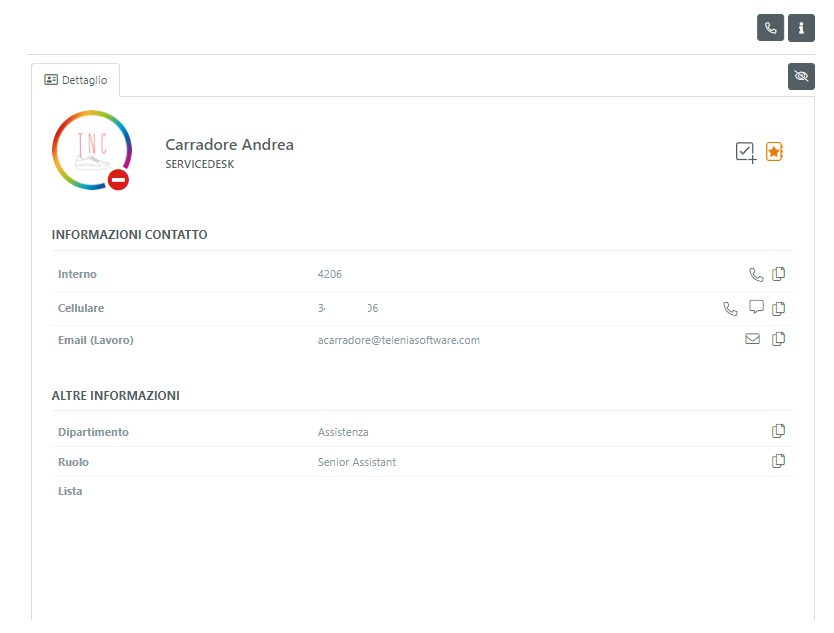 Dettaglio
INC
Carradore Andrea
SERVICEDESK
INFORMAZIONI CONTATTO
Interno 4206
Cellulare 3 06
Email (Lavoro) acarradore@teleniasoftware.com
ALTRE INFORMAZIONI
Dipartimento Assistenza
Ruolo Senior Assistant
Lista